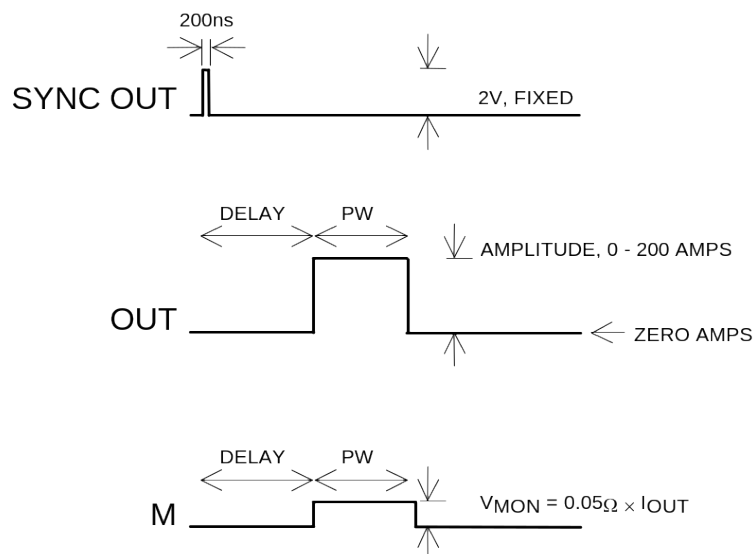 200ns
SYNC OUT
2V, FIXED
DELAY
PW
AMPLITUDE, 0 - 200 AMPS
OUT
ZERO AMPS
DELAY
PW
M
VMON = 0.05Ω × IOUT